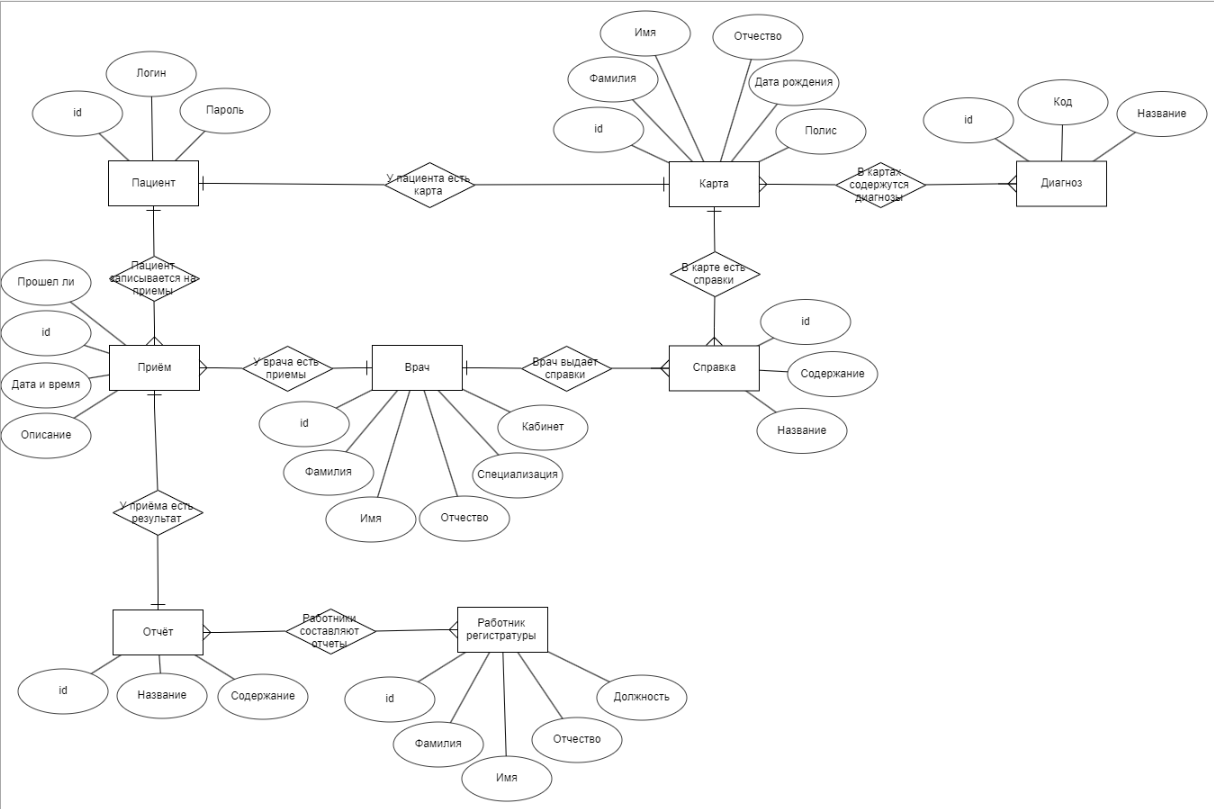 Имя
Отчество
Логин
Фамилия
Дата рождения
id
Пароль
id
Полис
id
Код
Название
Пациент
У пациента есть
карта
Карта
В картах
содержутся
диагнозы
Диагноз
Пациент
записывается на
приемы
В карте есть
справки
Прошел ли
id
Дата и время
Описание
Приём
У врача есть
приемы
Врач
Врач выдает
справки
Справка
id
Содержание
Название
id
Фамилия
Имя
Отчество
Специализация
Кабинет
У приёма есть
результат
Отчёт
Работники
составляют
отчеты
Работник
регистратуры
id
Название
Содержание
id
Фамилия
Имя
Отчество
Должность